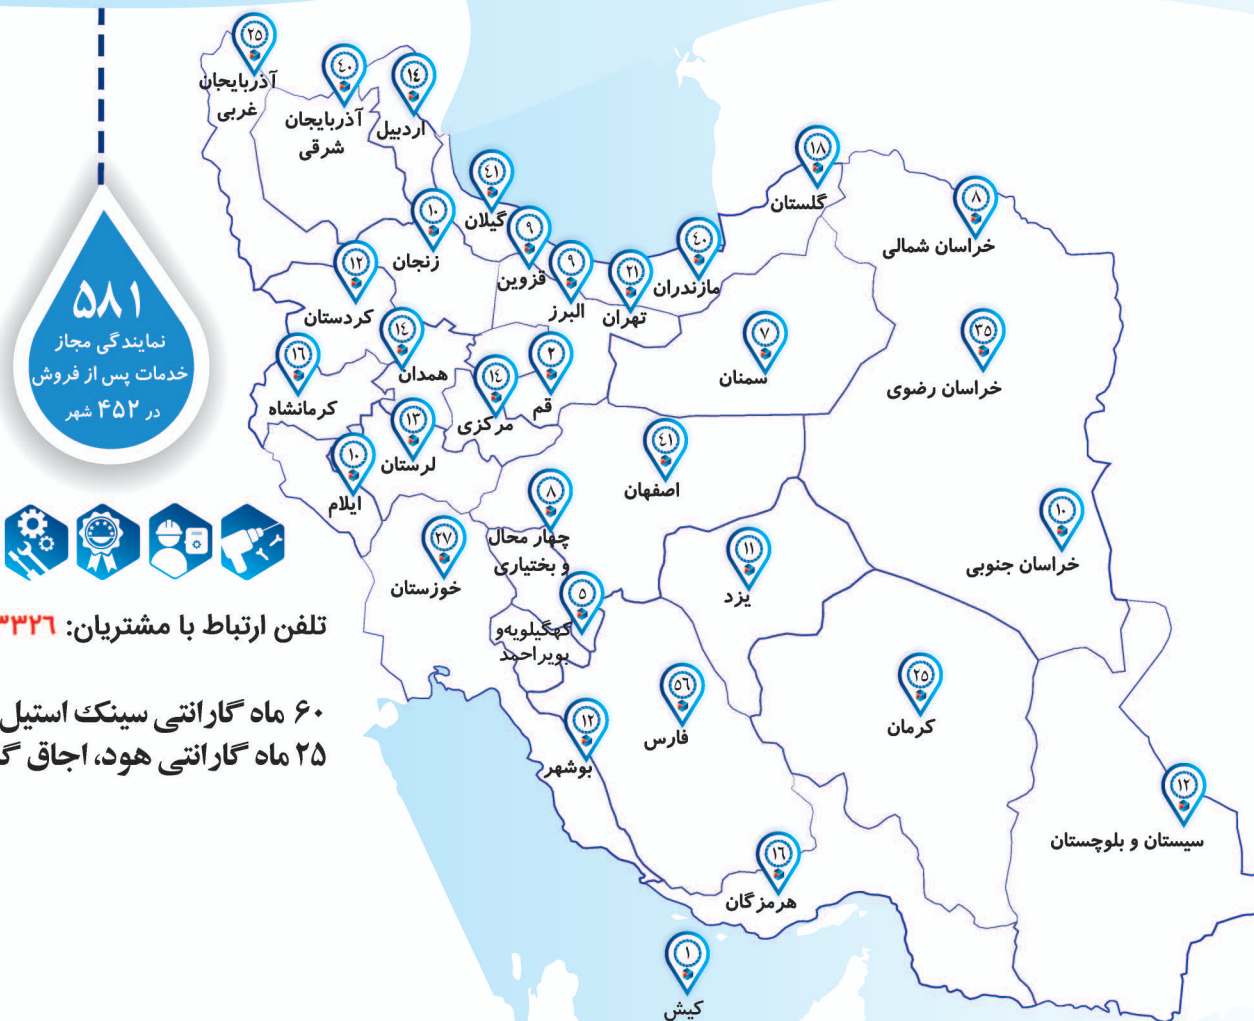 ۲۵
آذربایجان
غربی
۴۰
آذربایجان
شرقی
۱۴
اردبیل
۴۱
گیلان
۱۰
زنجان
۹
قزوین
۹
البرز
۲۱
تهران
۴۰
مازندران
۱۸
گلستان
۸
خراسان شمالی
۳۵
خراسان رضوی
۷
سمنان
۱۲
کردستان
۱۴
همدان
۱۶
کرمانشاه
۱۴
مرکزی
۲
قم
۱۳
لرستان
۱۰
ایلام
۴۱
اصفهان
۸
چهار محال
و بختیاری
۲۷
خوزستان
۵
کهگیلویه‌و
بویراحمد
۱۱
یزد
۱۰
خراسان جنوبی
۵۶
فارس
۱۲
بوشهر
۲۵
کرمان
۱۲
سیستان و بلوچستان
۱۶
هرمزگان
۱
کیش
۵۸۱
نمایندگی مجاز
خدمات پس از فروش
در ۴۵۲ شهر
تلفن ارتباط با مشتریان: ۳۳۲۶
۶۰ ماه گارانتی سینک استیل
۲۵ ماه گارانتی هود، اجاق